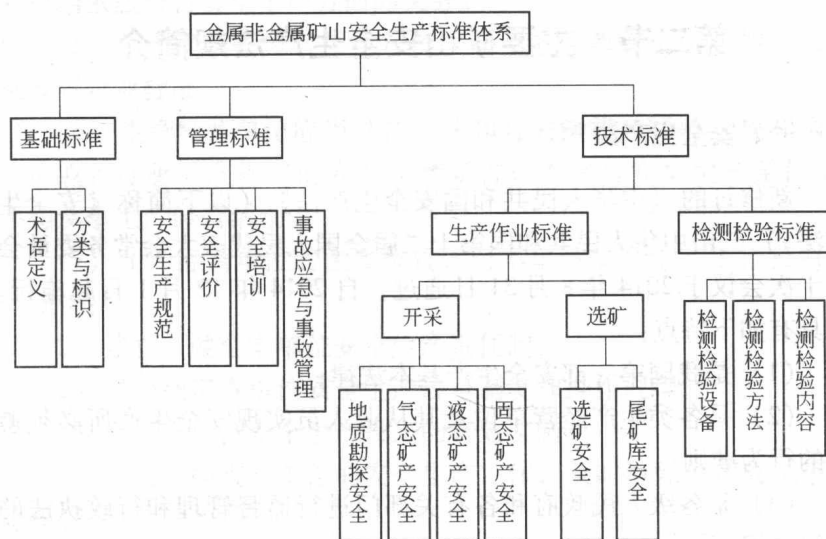 金属非金属矿山安全生产标准体系
基础标准
管理标准
技术标准
术语定义
分类与标识
安全生产规范
安全评价
安全培训
事故应急与事故管理
生产作业标准
检测检验标准
开采
选矿
地质勘探安全
气态矿产安全
液态矿产安全
固态矿产安全
选矿安全
尾矿库安全
检测检验设备
检测检验方法
检测检验内容